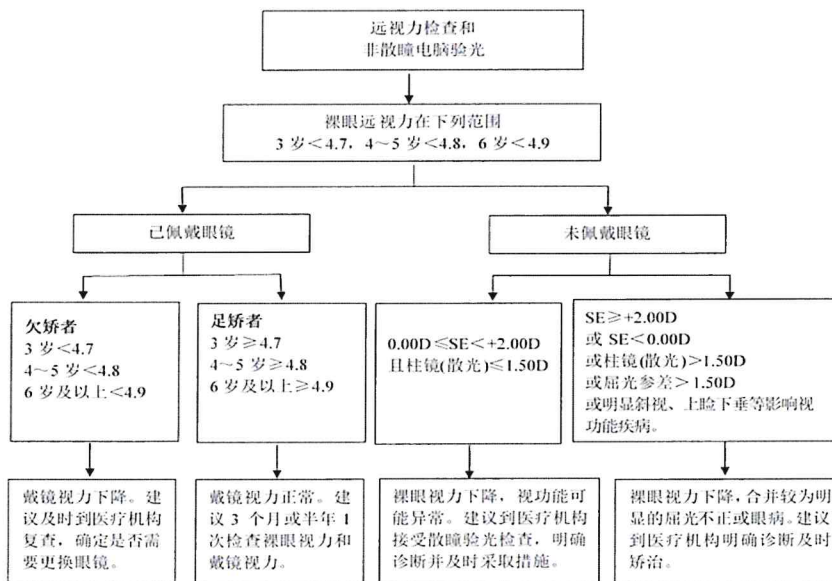 远视力检查和
非散瞳电脑验光
裸眼远视力在下列范围
3 岁<4.7，4～5 岁<4.8，6 岁<4.9
已佩戴眼镜
未佩戴眼镜
欠矫者
3 岁<4.7
4～5 岁<4.8
6 岁及以上<4.9
足矫者
3 岁≥4.7
4～5 岁≥4.8
6 岁及以上≥4.9
0.00D≤SE<+2.00D
且柱镜(散光)≤1.50D
SE≥+2.00D
或 SE<0.00D
或柱镜(散光)>1.50D
或屈光参差>1.50D
或明显斜视、上睑下垂等影响视
功能疾病。
戴镜视力下降。建
议及时到医疗机构
复查，确定是否需
要更换眼镜。
戴镜视力正常。建
议 3 个月或半年 1
次检查裸眼视力和
戴镜视力。
裸眼视力下降，视功能可
能异常。建议到医疗机构
接受散瞳验光检查，明确
诊断并及时采取措施。
裸眼视力下降，合并较为明
显的屈光不正或眼病。建议
到医疗机构明确诊断及时
矫治。